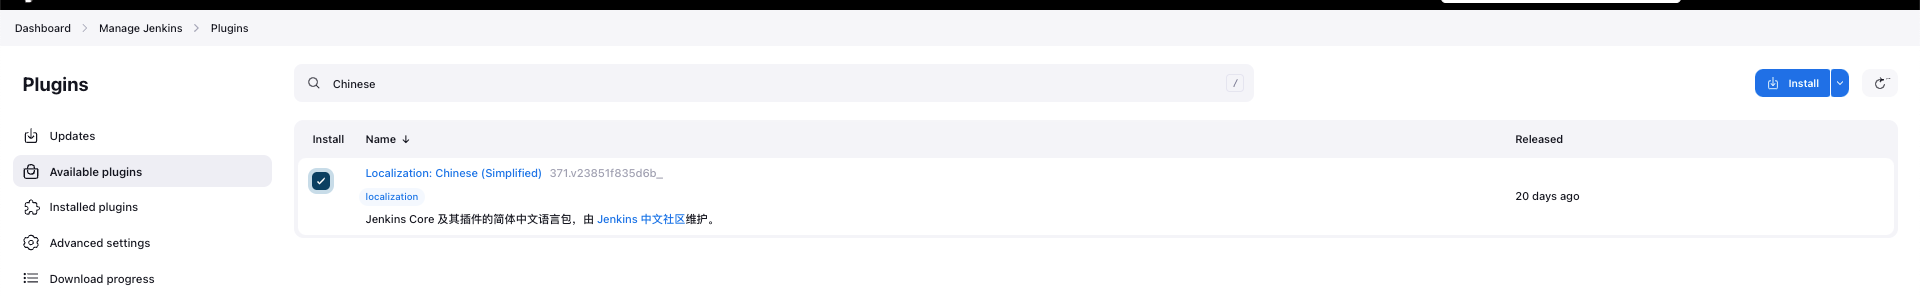 Dashboard > Manage Jenkins > Plugins
Plugins
Chinese /
Install
Updates
Available plugins
Installed plugins
Advanced settings
Download progress
Install Name ↓ Released
Localization: Chinese (Simplified) 371.v23851f835d6b_
localization
Jenkins Core 及其插件的简体中文语言包，由 Jenkins 中文社区维护。
20 days ago